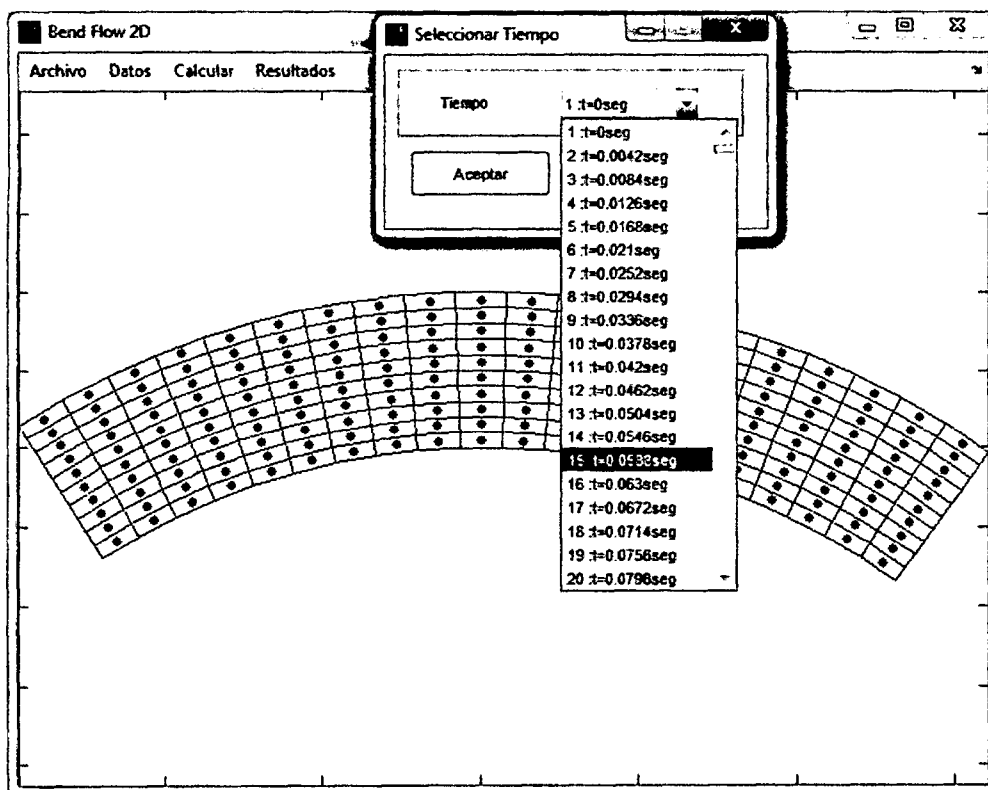 Bend Flow 2D
Archivo Datos Calcular Resultados
Seleccionar Tiempo
Tiempo 1 :t=0seg
Aceptar
1 :t=0seg
2 :t=0.0042seg
3 :t=0.0084seg
4 :t=0.0126seg
5 :t=0.0168seg
6 :t=0.021seg
7 :t=0.0252seg
8 :t=0.0294seg
9 :t=0.0336seg
10 :t=0.0378seg
11 :t=0.042seg
12 :t=0.0462seg
13 :t=0.0504seg
14 :t=0.0546seg
15 :t=0.0588seg
16 :t=0.063seg
17 :t=0.0672seg
18 :t=0.0714seg
19 :t=0.0756seg
20 :t=0.0798seg